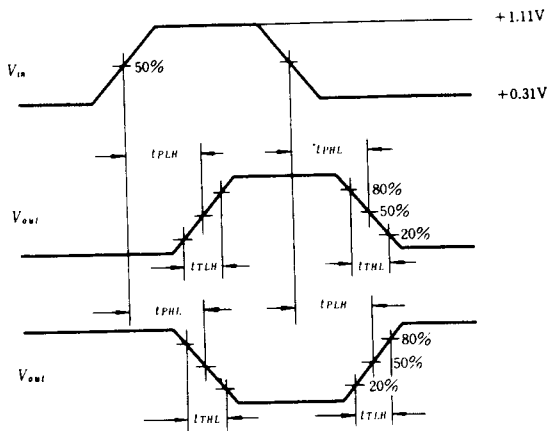 +1.11V
V_in
50%
+0.31V
t_PLH
t_PHL
80%
50%
20%
V_out
t_TLH
t_THL
t_PHL
t_PLH
80%
50%
20%
V_out
t_THL
t_TLH